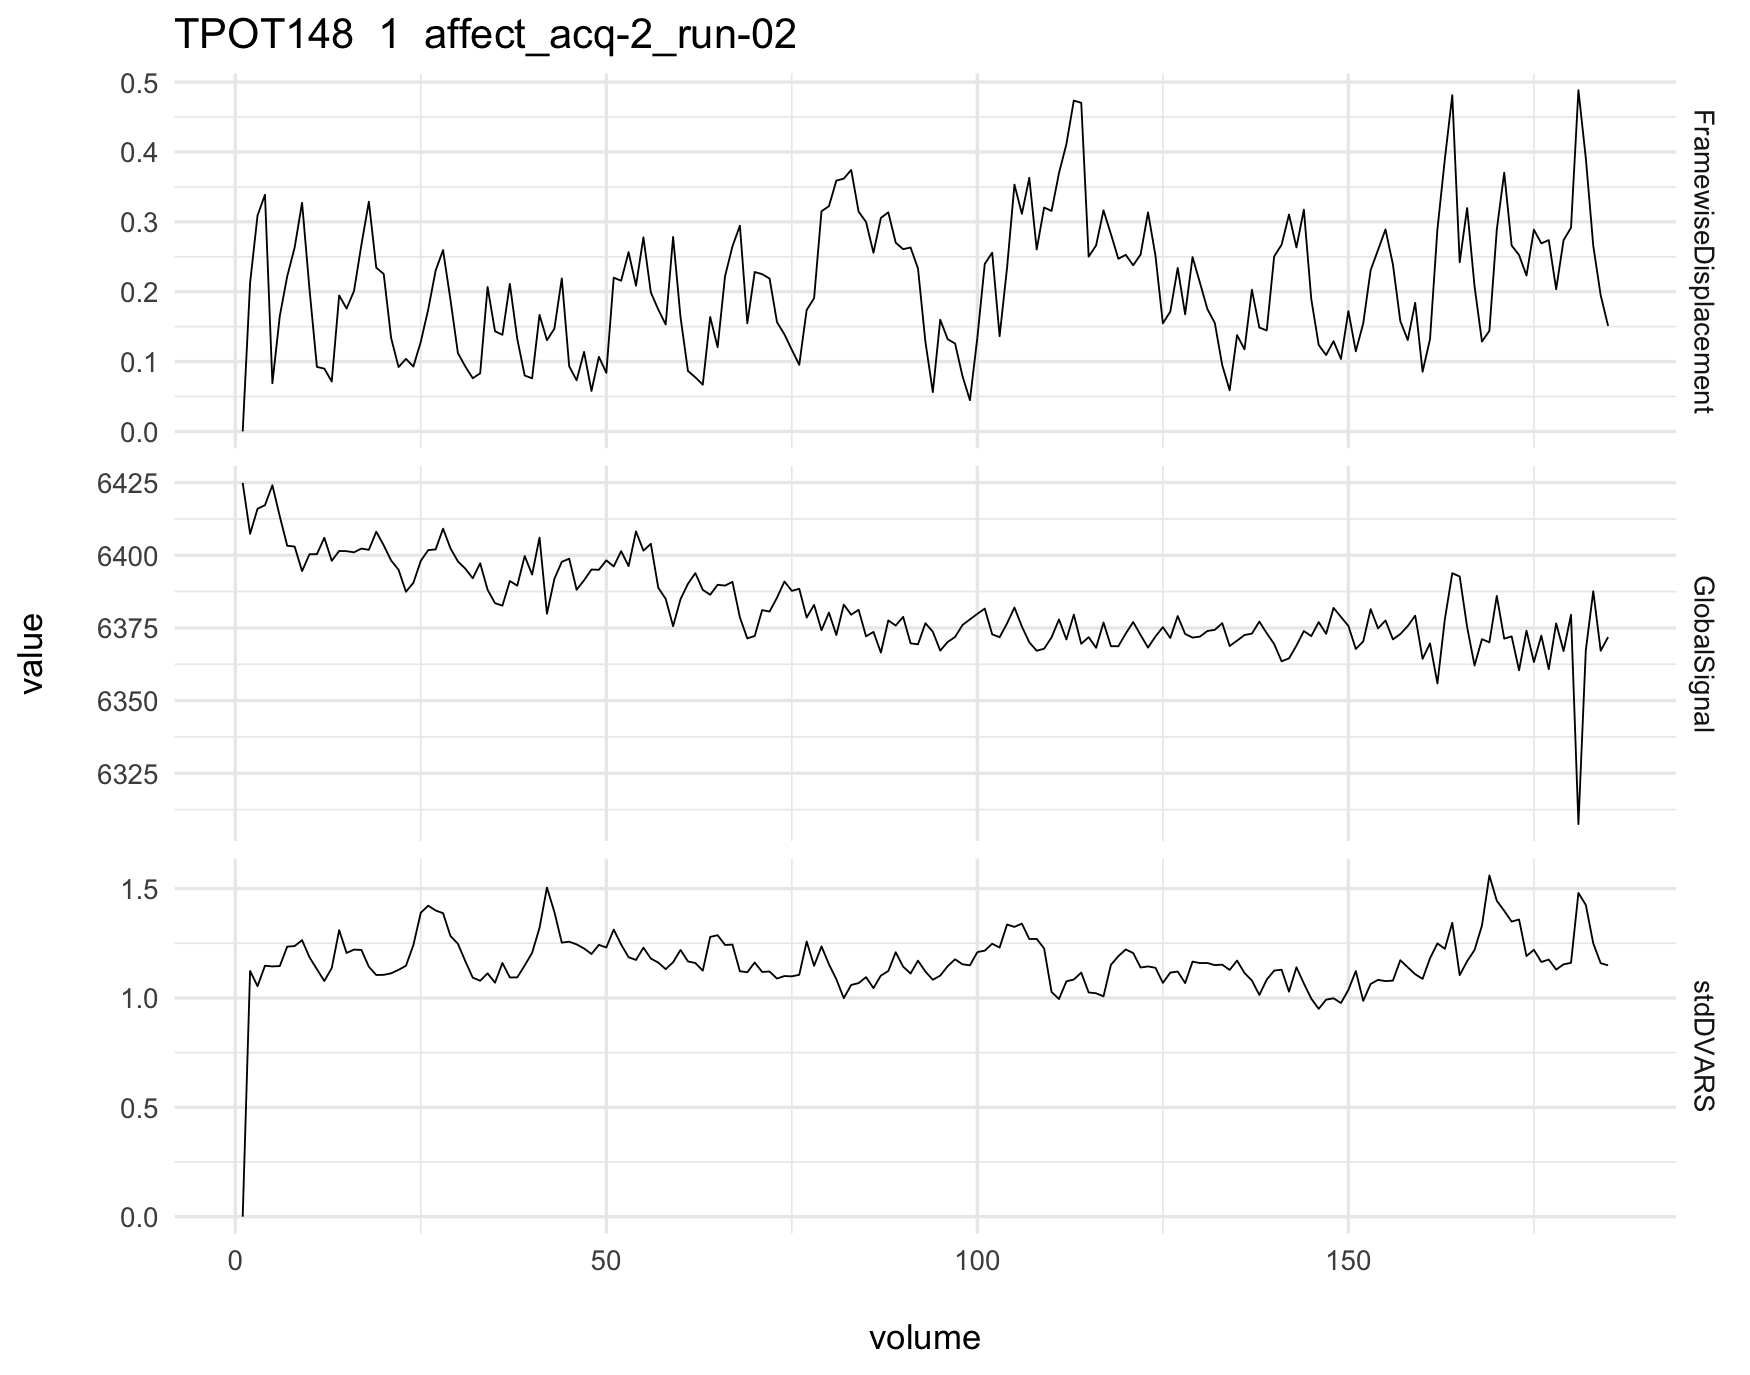 TPOT148  1  affect_acq-2_run-02
0.5
0.4
0.3
0.2
0.1
0.0
FramewiseDisplacement
6425
6400
6375
6350
6325
GlobalSignal
value
1.5
1.0
0.5
0.0
stdDVARS
0 50 100 150
volume